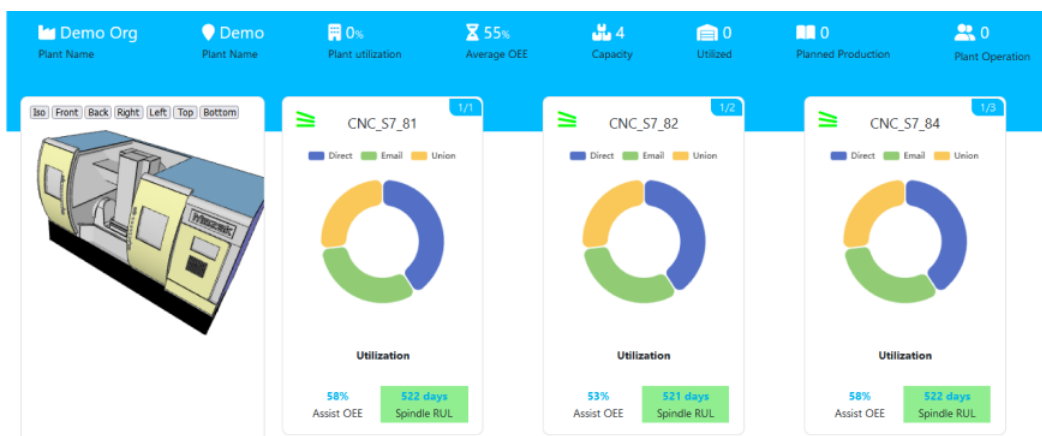 Demo Org
Plant Name
Demo
Plant Name
0%
Plant utilization
55%
Average OEE
4
Capacity
0
Utilized
0
Planned Production
0
Plant Operation
Iso Front Back Right Left Top Bottom
Mazak
1/1
CNC_S7_81
Direct Email Union
Utilization
58%
Assist OEE
522 days
Spindle RUL
1/2
CNC_S7_82
Direct Email Union
Utilization
53%
Assist OEE
521 days
Spindle RUL
1/3
CNC_S7_84
Direct Email Union
Utilization
58%
Assist OEE
522 days
Spindle RUL